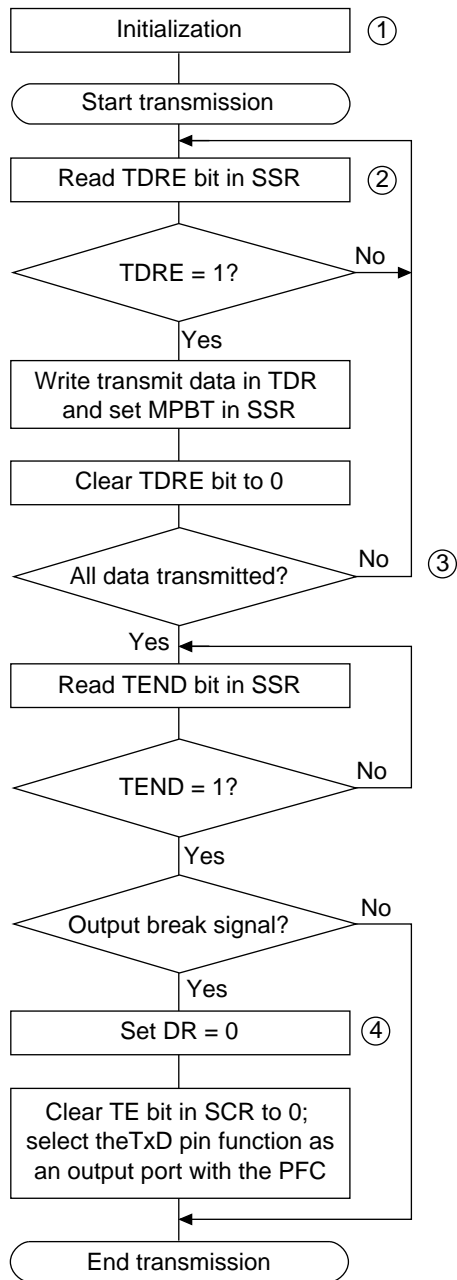 Initialization
①
Start transmission
Read TDRE bit in SSR
②
TDRE = 1?
No
Yes
Write transmit data in TDR
and set MPBT in SSR
Clear TDRE bit to 0
All data transmitted?
No
③
Yes
Read TEND bit in SSR
TEND = 1?
No
Yes
Output break signal?
No
Yes
Set DR = 0
④
Clear TE bit in SCR to 0;
select theTxD pin function as
an output port with the PFC
End transmission